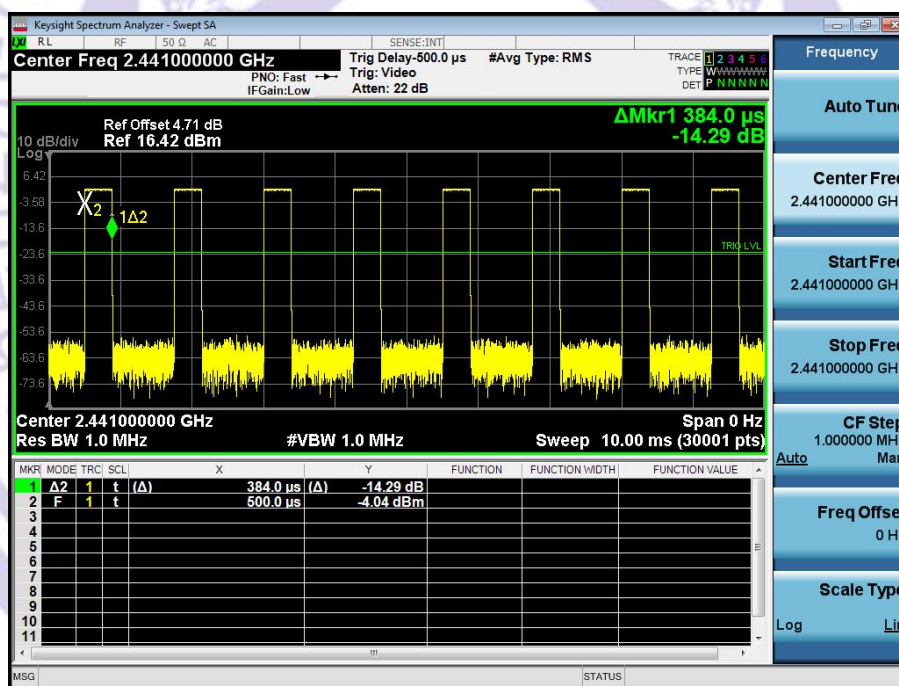 Keysight Spectrum Analyzer - Swept SA
LXI RL RF 50 Ω AC SENSE:INT
Center Freq 2.441000000 GHz
PNO: Fast
IFGain:Low
Trig Delay-500.0 µs
Trig: Video
Atten: 22 dB
#Avg Type: RMS
TRACE 1 2 3 4 5 6
TYPE WWWWWW
DET P N N N N N
Frequency
Auto Tune
Center Freq
2.441000000 GH
Start Freq
2.441000000 GH
Stop Freq
2.441000000 GH
CF Step
1.000000 MH
Auto Man
Freq Offse
0 H
Scale Type
Log Lin
ΔMkr1 384.0 µs
-14.29 dB
Ref Offset 4.71 dB
10 dB/div Ref 16.42 dBm
Log
6.42
-3.58
-13.6
-23.6
-33.6
-43.6
-53.6
-63.6
-73.6
X2
1Δ2
TRIG LVL
Center 2.441000000 GHz Span 0 Hz
Res BW 1.0 MHz #VBW 1.0 MHz Sweep 10.00 ms (30001 pts)
MKR MODE TRC SCL X Y FUNCTION FUNCTION WIDTH FUNCTION VALUE
1 Δ2 1 t (Δ) 384.0 µs (Δ) -14.29 dB
2 F 1 t 500.0 µs -4.04 dBm
3
4
5
6
7
8
9
10
11
MSG STATUS